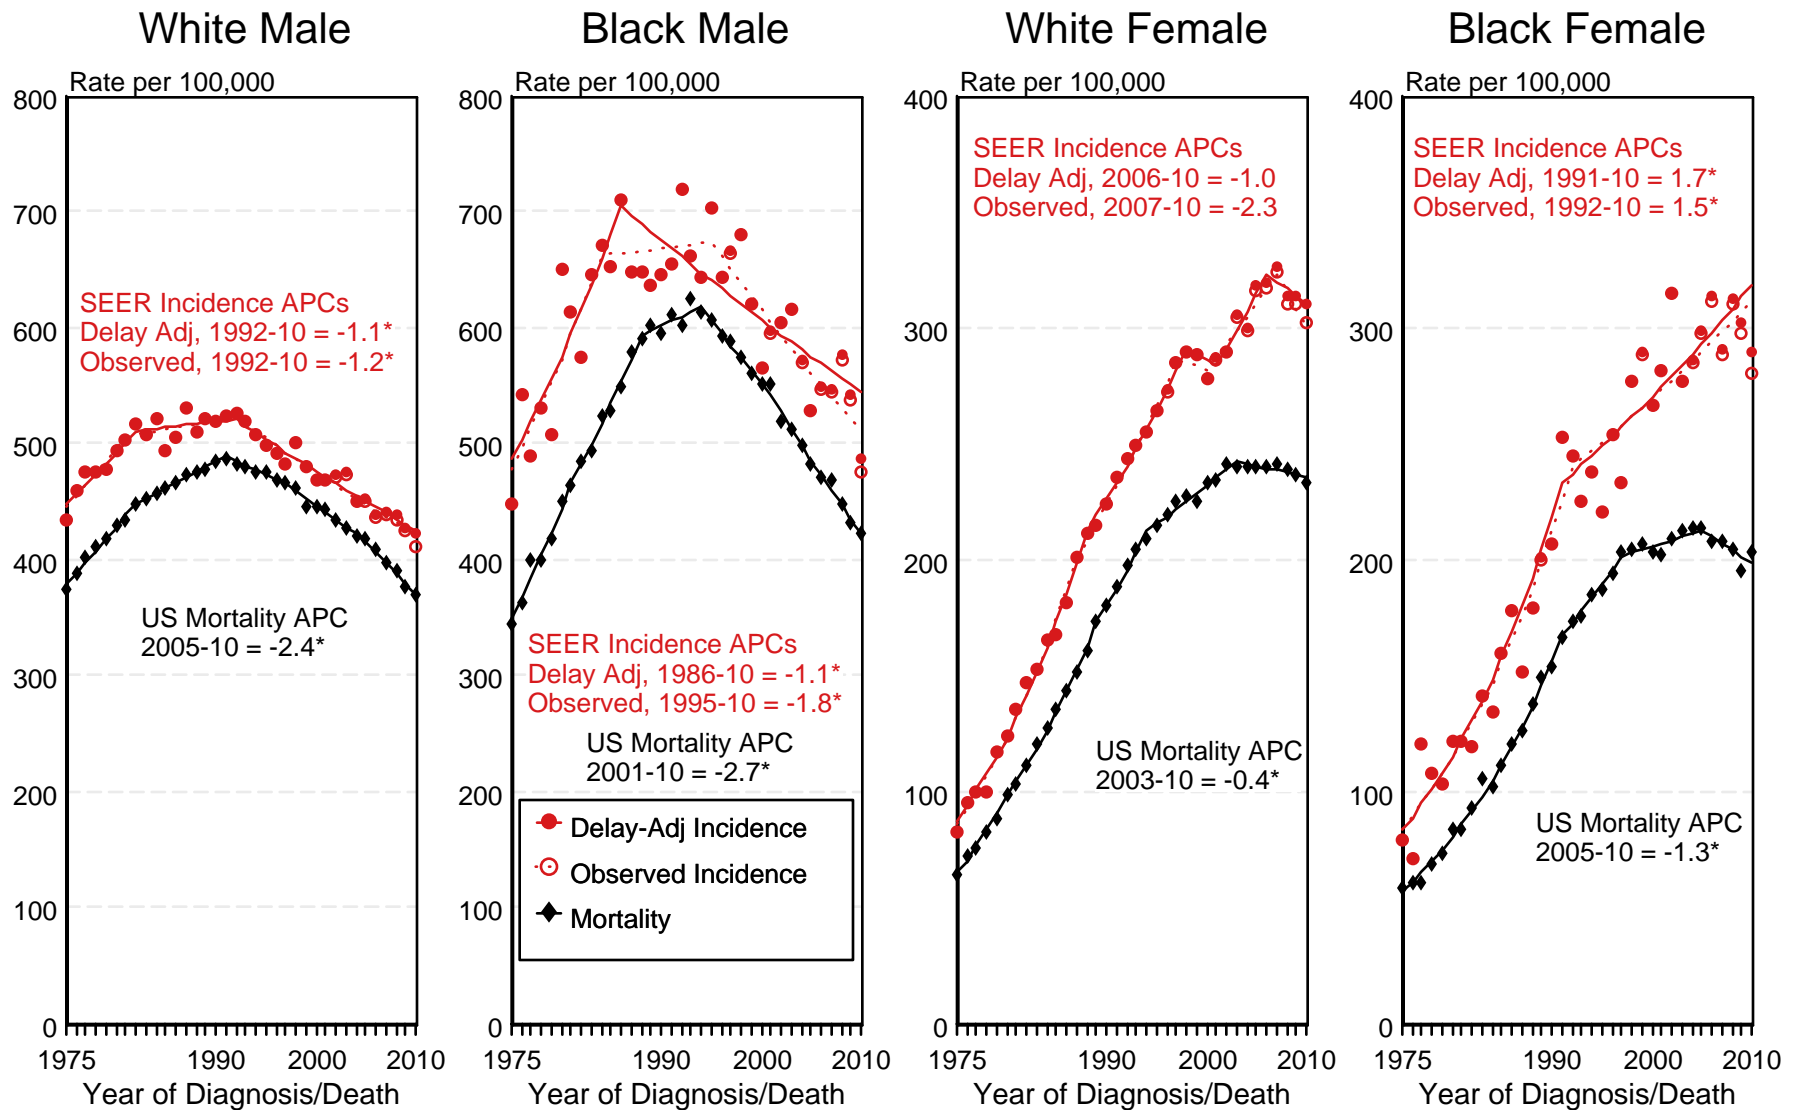 White Male
Rate per 100,000
800
700
600
500
400
300
200
100
0
SEER Incidence APCs
Delay Adj, 1992-10 = -1.1*
Observed, 1992-10 = -1.2*
US Mortality APC
2005-10 = -2.4*
1975 1990 2000 2010
Year of Diagnosis/Death
Black Male
Rate per 100,000
800
700
600
500
400
300
200
100
0
SEER Incidence APCs
Delay Adj, 1986-10 = -1.1*
Observed, 1995-10 = -1.8*
US Mortality APC
2001-10 = -2.7*
Delay-Adj Incidence
Observed Incidence
Mortality
1975 1990 2000 2010
Year of Diagnosis/Death
White Female
Rate per 100,000
400
300
200
100
0
SEER Incidence APCs
Delay Adj, 2006-10 = -1.0
Observed, 2007-10 = -2.3
US Mortality APC
2003-10 = -0.4*
1975 1990 2000 2010
Year of Diagnosis/Death
Black Female
Rate per 100,000
400
300
200
100
0
SEER Incidence APCs
Delay Adj, 1991-10 = 1.7*
Observed, 1992-10 = 1.5*
US Mortality APC
2005-10 = -1.3*
1975 1990 2000 2010
Year of Diagnosis/Death